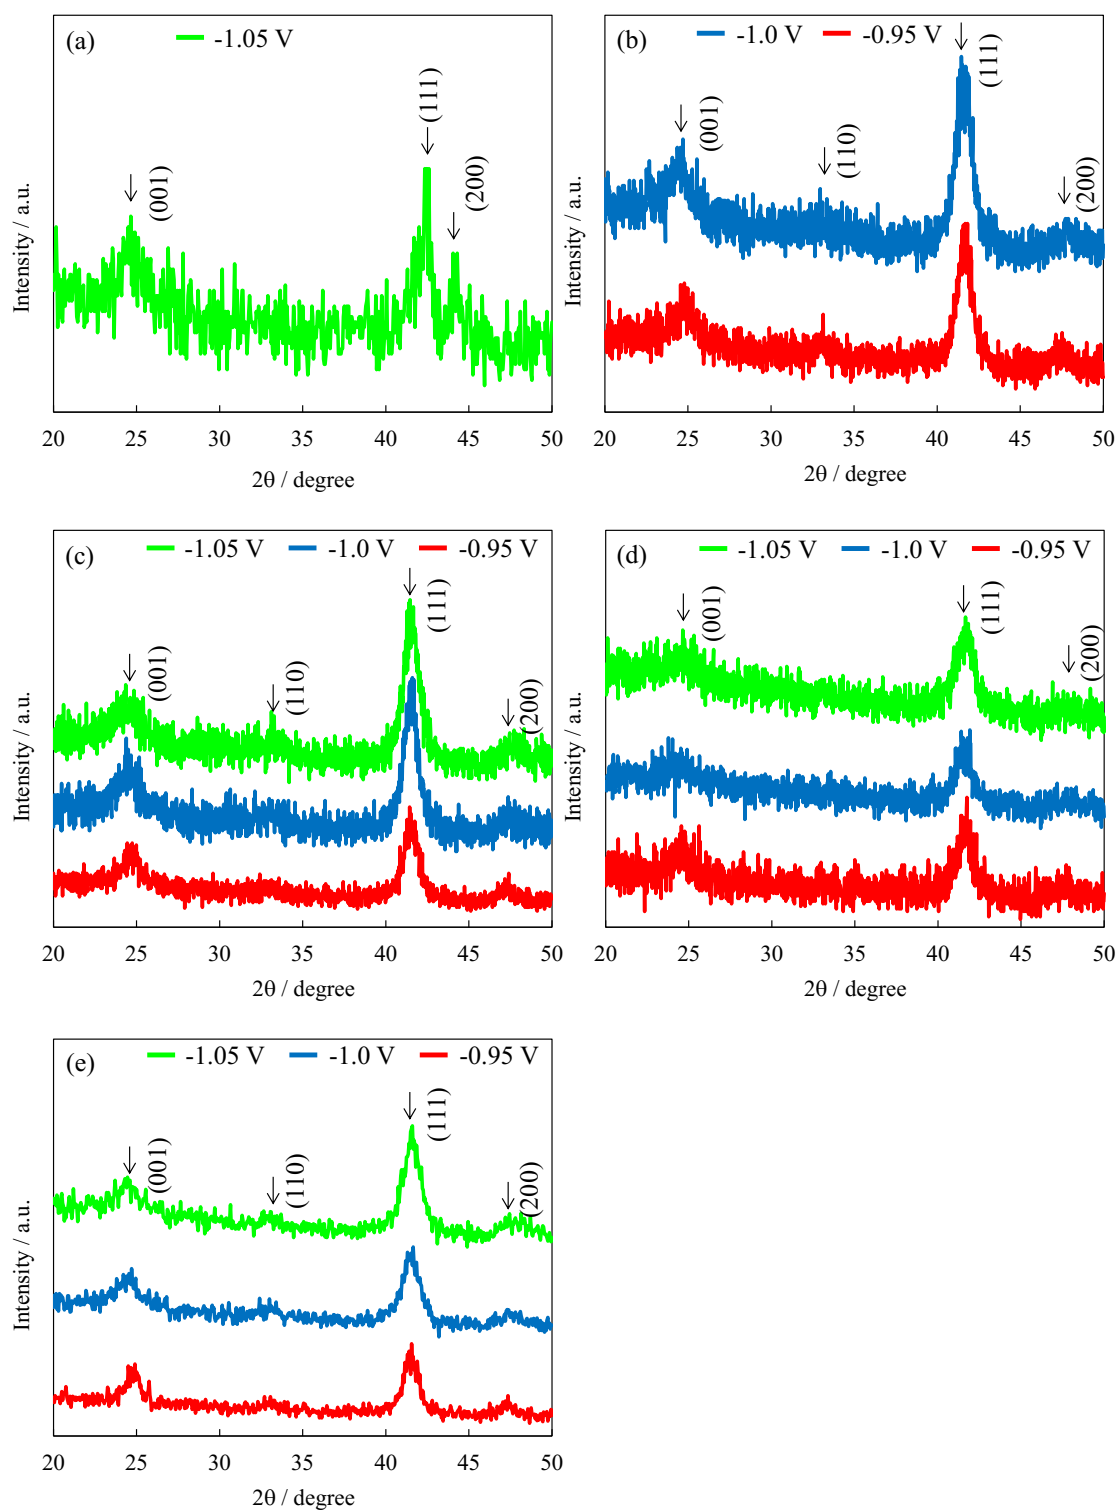 (a) -1.05 V
(001)
(111)
(200)
Intensity / a.u.
20 25 30 35 40 45 50
2θ / degree
(b) -1.0 V -0.95 V
(001)
(110)
(111)
(200)
Intensity / a.u.
20 25 30 35 40 45 50
2θ / degree
(c) -1.05 V -1.0 V -0.95 V
(001)
(110)
(111)
(200)
Intensity / a.u.
20 25 30 35 40 45 50
2θ / degree
(d) -1.05 V -1.0 V -0.95 V
(001)
(111)
(200)
Intensity / a.u.
20 25 30 35 40 45 50
2θ / degree
(e) -1.05 V -1.0 V -0.95 V
(001)
(110)
(111)
(200)
Intensity / a.u.
20 25 30 35 40 45 50
2θ / degree